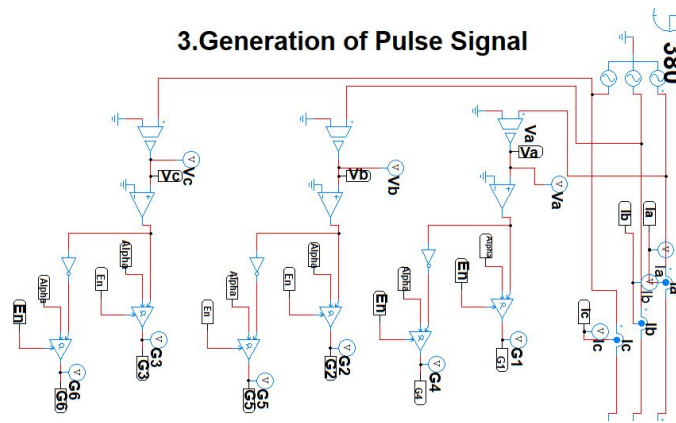 3.Generation of Pulse Signal
380
Va
Va
Vc
Vc
Vb
Vb
Va
Ib
Ia
Alpha
Alpha
Alpha
Ia
Ia
Ib
En
En
En
Alpha
Alpha
Alpha
Ic
Ib
En
En
En
Ic
Ic
G3
G3
G2
G2
G1
G1
G6
G6
G5
G5
G4
G4